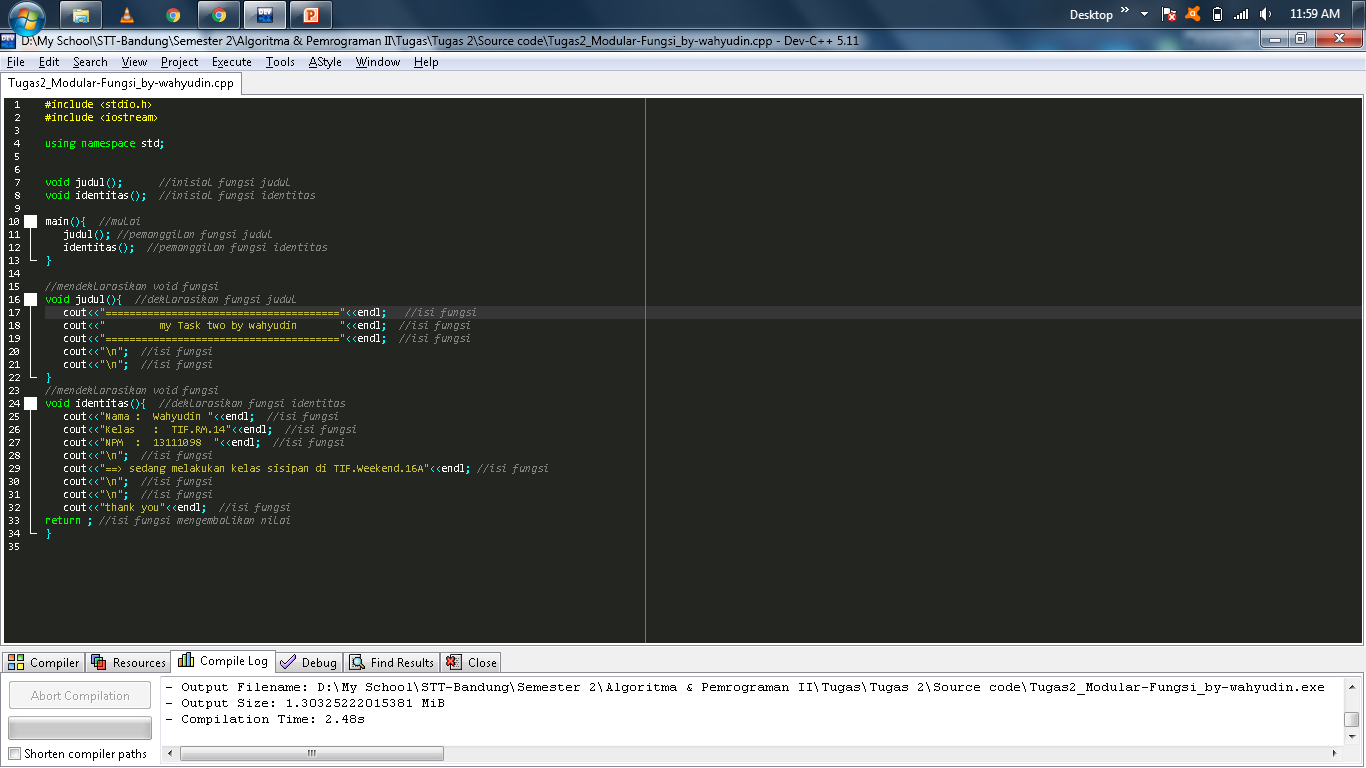 Desktop » 11:59 AM
D:\My School\STT-Bandung\Semester 2\Algoritma & Pemrograman II\Tugas\Tugas 2\Source code\Tugas2_Modular-Fungsi_by-wahyudin.cpp - Dev-C++ 5.11
File Edit Search View Project Execute Tools AStyle Window Help
Tugas2_Modular-Fungsi_by-wahyudin.cpp
1 #include <stdio.h>
2 #include <iostream>
3
4 using namespace std;
5
6
7 void judul();      //inisial fungsi judul
8 void identitas();  //inisial fungsi identitas
9
10 main(){  //mulai
11    judul(); //pemanggilan fungsi judul
12    identitas();  //pemanggilan fungsi identitas
13 }
14
15 //mendeklarasikan void fungsi
16 void judul(){  //deklarasikan fungsi judul
17    cout<<"======================================="<<endl;   //isi fungsi
18    cout<<"         my Task two by wahyudin       "<<endl;  //isi fungsi
19    cout<<"======================================="<<endl;  //isi fungsi
20    cout<<"\n";  //isi fungsi
21    cout<<"\n";  //isi fungsi
22 }
23 //mendeklarasikan void fungsi
24 void identitas(){  //deklarasikan fungsi identitas
25    cout<<"Nama :  Wahyudin "<<endl;  //isi fungsi
26    cout<<"Kelas   :  TIF.RM.14"<<endl;  //isi fungsi
27    cout<<"NPM  :  13111098  "<<endl;  //isi fungsi
28    cout<<"\n";  //isi fungsi
29    cout<<"==> sedang melakukan kelas sisipan di TIF.Weekend.16A"<<endl; //isi fungsi
30    cout<<"\n";  //isi fungsi
31    cout<<"\n";  //isi fungsi
32    cout<<"thank you"<<endl;  //isi fungsi
33 return ; //isi fungsi mengembalikan nilai
34 }
35
Compiler Resources Compile Log Debug Find Results Close
Abort Compilation
Shorten compiler paths
- Output Filename: D:\My School\STT-Bandung\Semester 2\Algoritma & Pemrograman II\Tugas\Tugas 2\Source code\Tugas2_Modular-Fungsi_by-wahyudin.exe
- Output Size: 1.30325222015381 MiB
- Compilation Time: 2.48s